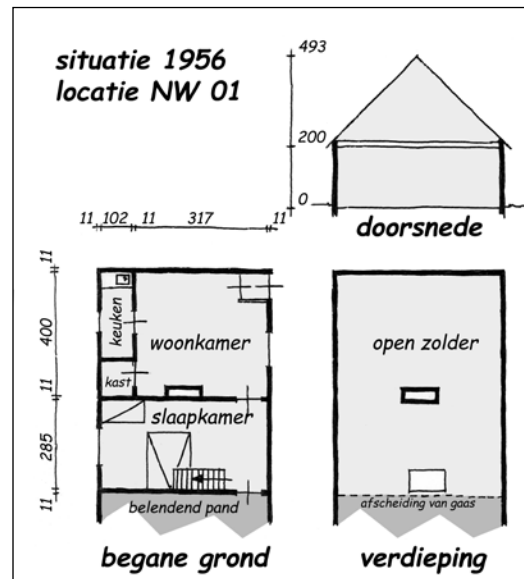 situatie 1956
locatie NW 01
493
200
0
doorsnede
11 102 11 317 11
11
400
11
285
11
keuken
woonkamer
kast
slaapkamer
belendend pand
begane grond
open zolder
afscheiding van gaas
verdieping